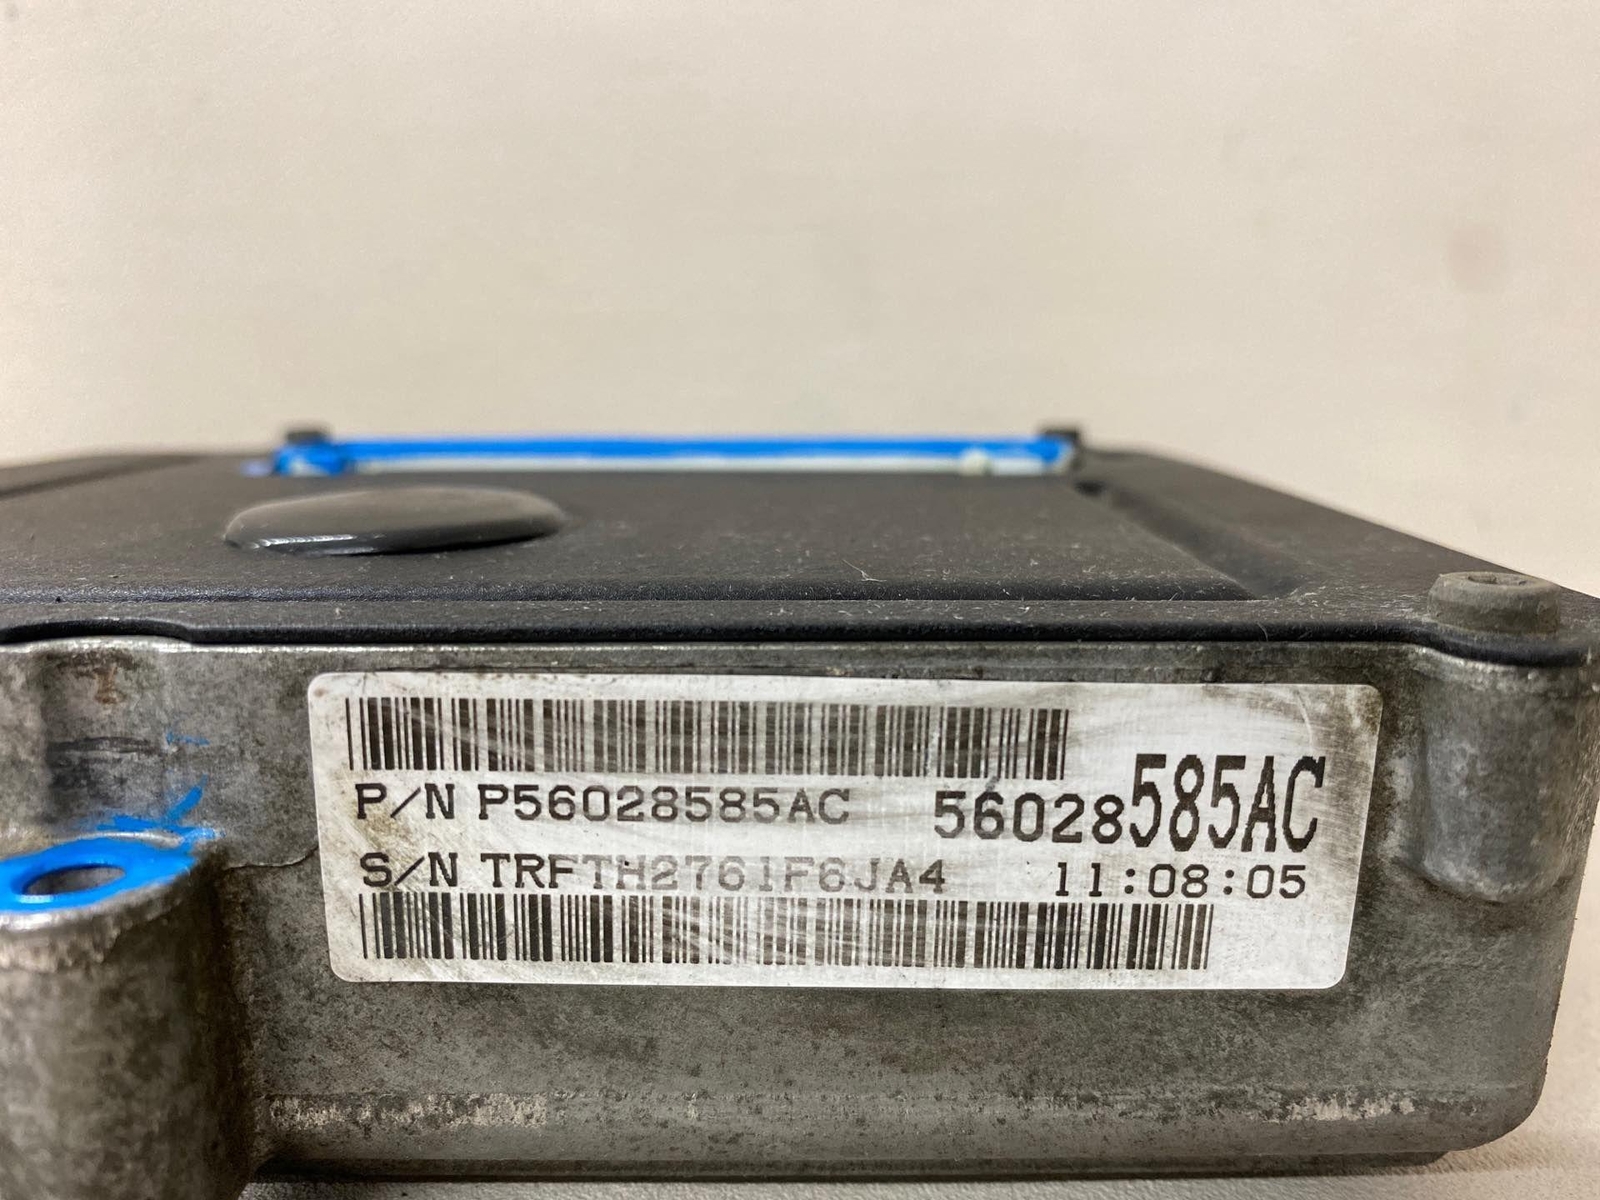 P/N P56028585AC 56028585AC
S/N TRFTH2761F6JA4 11:08:05